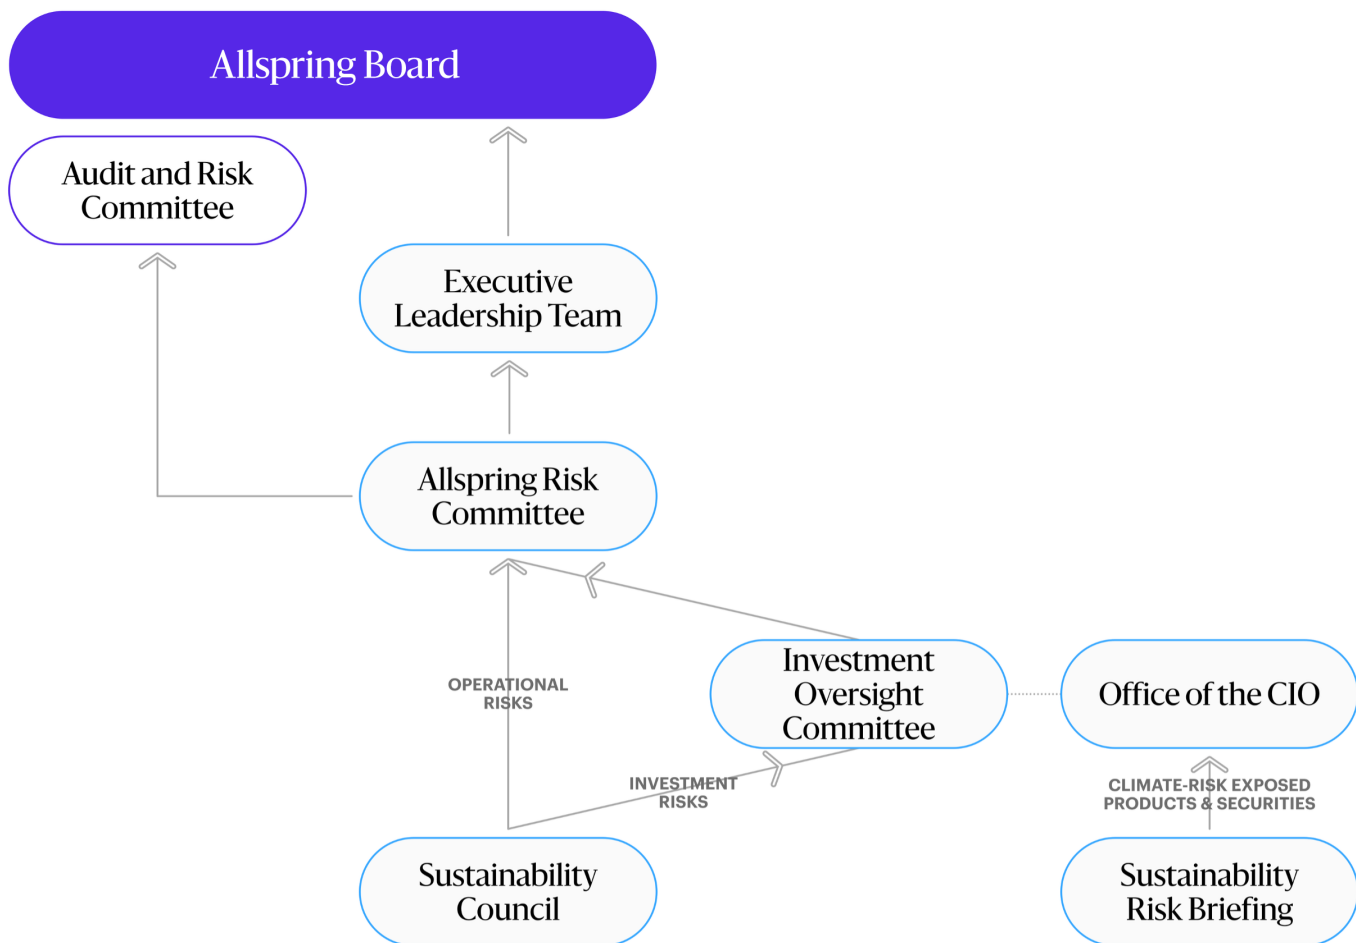 Allspring Board
Audit and Risk
Committee
Executive
Leadership Team
Allspring Risk
Committee
OPERATIONAL
RISKS
Investment
Oversight
Committee
Office of the CIO
INVESTMENT
RISKS
CLIMATE-RISK EXPOSED
PRODUCTS & SECURITIES
Sustainability
Council
Sustainability
Risk Briefing